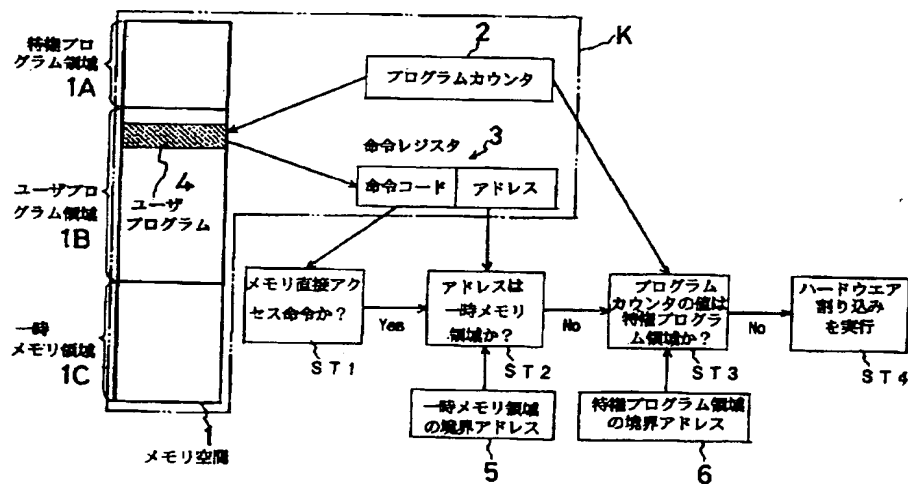 特権プロ
グラム領域
1A
ユーザプロ
グラム領域
1B
一時
メモリ領域
1C
4
ユーザ
プログラム
1
メモリ空間
K
2
プログラムカウンタ
命令レジスタ
3
命令コード
アドレス
メモリ直接アク
セス命令か?
ST1
Yes
アドレスは
一時メモリ
領域か?
ST2
No
プログラム
カウンタの値は
特権プログラ
ム領域か?
ST3
No
ハードウエア
割り込み
を実行
ST4
一時メモリ領域
の境界アドレス
5
特権プログラム領域
の境界アドレス
6